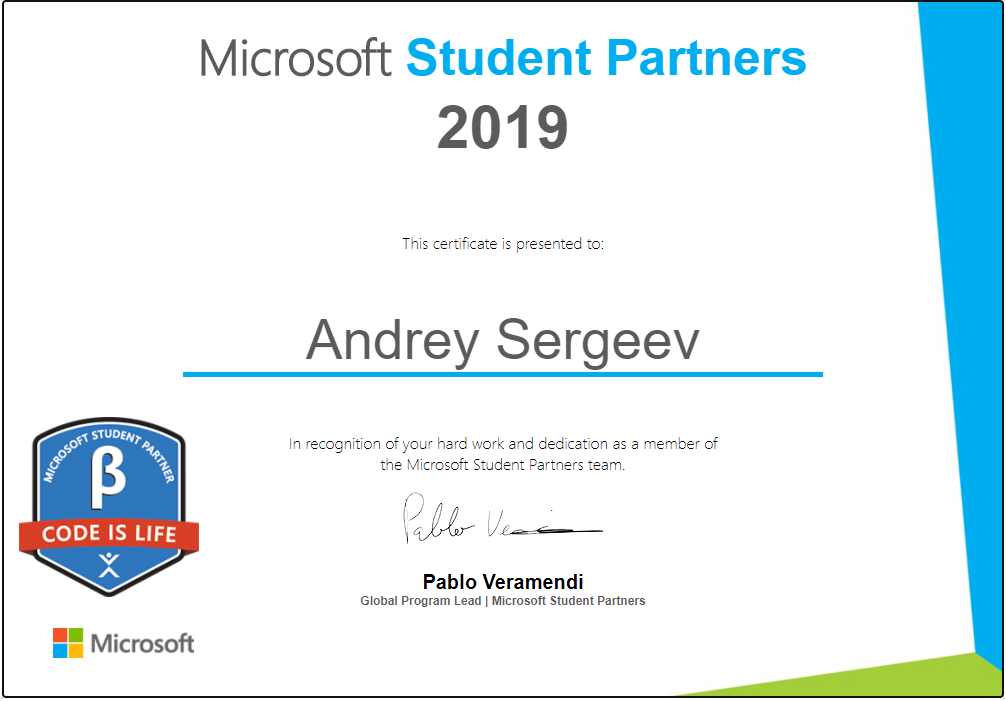 Microsoft Student Partners
2019
This certificate is presented to:
Andrey Sergeev
In recognition of your hard work and dedication as a member of
the Microsoft Student Partners team.
MICROSOFT STUDENT PARTNER
β
CODE IS LIFE
Pablo Veramendi
Global Program Lead | Microsoft Student Partners
Microsoft